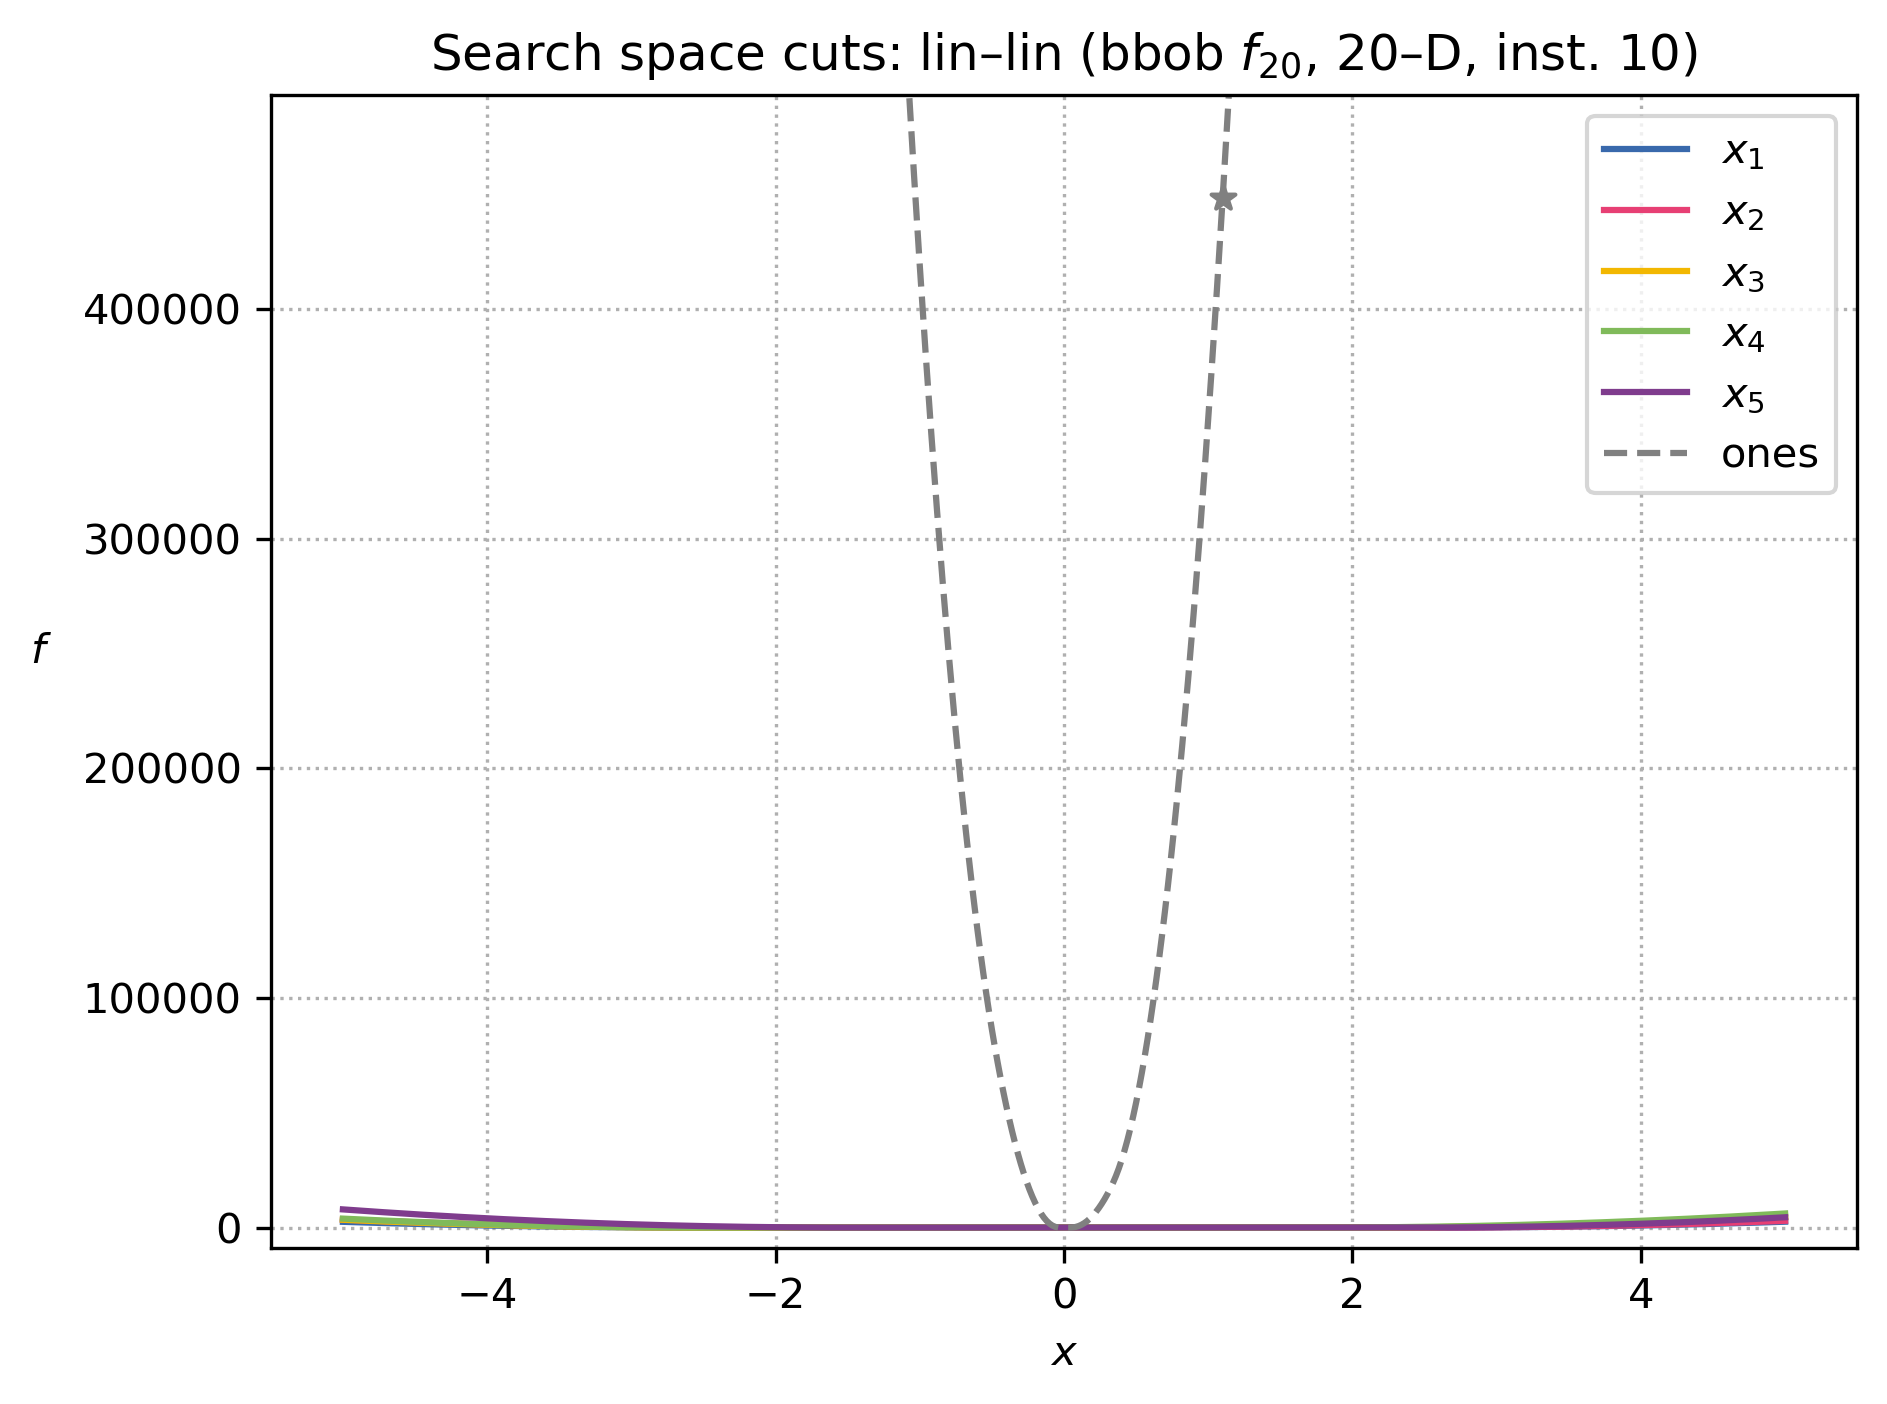 Search space cuts: lin–lin (bbob f20, 20–D, inst. 10)
x1
x2
x3
x4
x5
ones
400000
300000
200000
100000
0
f
−4 −2 0 2 4
x